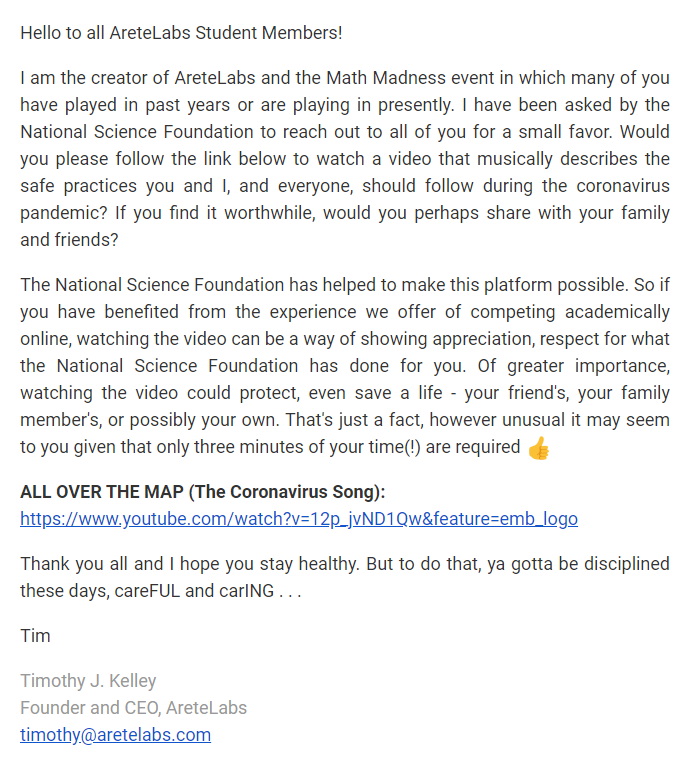 Hello to all AreteLabs Student Members!
I am the creator of AreteLabs and the Math Madness event in which many of you
have played in past years or are playing in presently. I have been asked by the
National Science Foundation to reach out to all of you for a small favor. Would
you please follow the link below to watch a video that musically describes the
safe practices you and I, and everyone, should follow during the coronavirus
pandemic? If you find it worthwhile, would you perhaps share with your family
and friends?
The National Science Foundation has helped to make this platform possible. So if
you have benefited from the experience we offer of competing academically
online, watching the video can be a way of showing appreciation, respect for what
the National Science Foundation has done for you. Of greater importance,
watching the video could protect, even save a life - your friend's, your family
member's, or possibly your own. That's just a fact, however unusual it may seem
to you given that only three minutes of your time(!) are required 👍
ALL OVER THE MAP (The Coronavirus Song):
https://www.youtube.com/watch?v=12p_jvND1Qw&feature=emb_logo
Thank you all and I hope you stay healthy. But to do that, ya gotta be disciplined
these days, careFUL and carING . . .
Tim
Timothy J. Kelley
Founder and CEO, AreteLabs
timothy@aretelabs.com